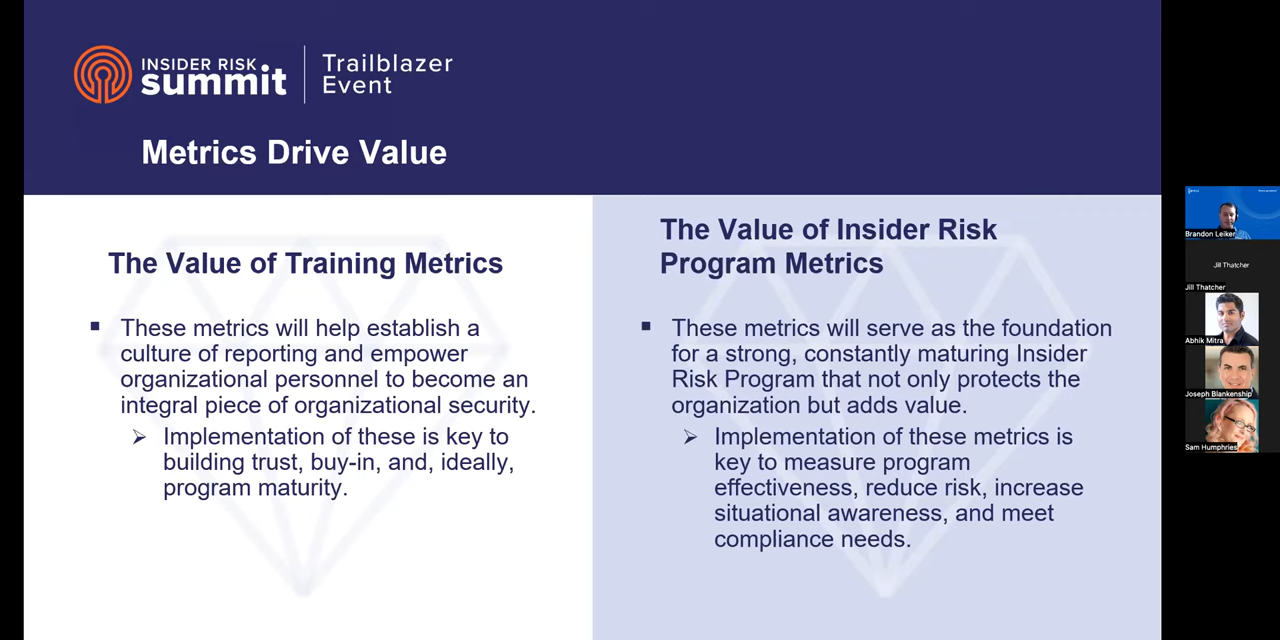 INSIDER RISK
summit
Trailblazer
Event
Metrics Drive Value
The Value of Training Metrics
▪ These metrics will help establish a
culture of reporting and empower
organizational personnel to become an
integral piece of organizational security.
➢ Implementation of these is key to
building trust, buy-in, and, ideally,
program maturity.
The Value of Insider Risk
Program Metrics
▪ These metrics will serve as the foundation
for a strong, constantly maturing Insider
Risk Program that not only protects the
organization but adds value.
➢ Implementation of these metrics is
key to measure program
effectiveness, reduce risk, increase
situational awareness, and meet
compliance needs.
Brandon Leiker
Jill Thatcher
Jill Thatcher
Abhik Mitra
Joseph Blankenship
Sam Humphries